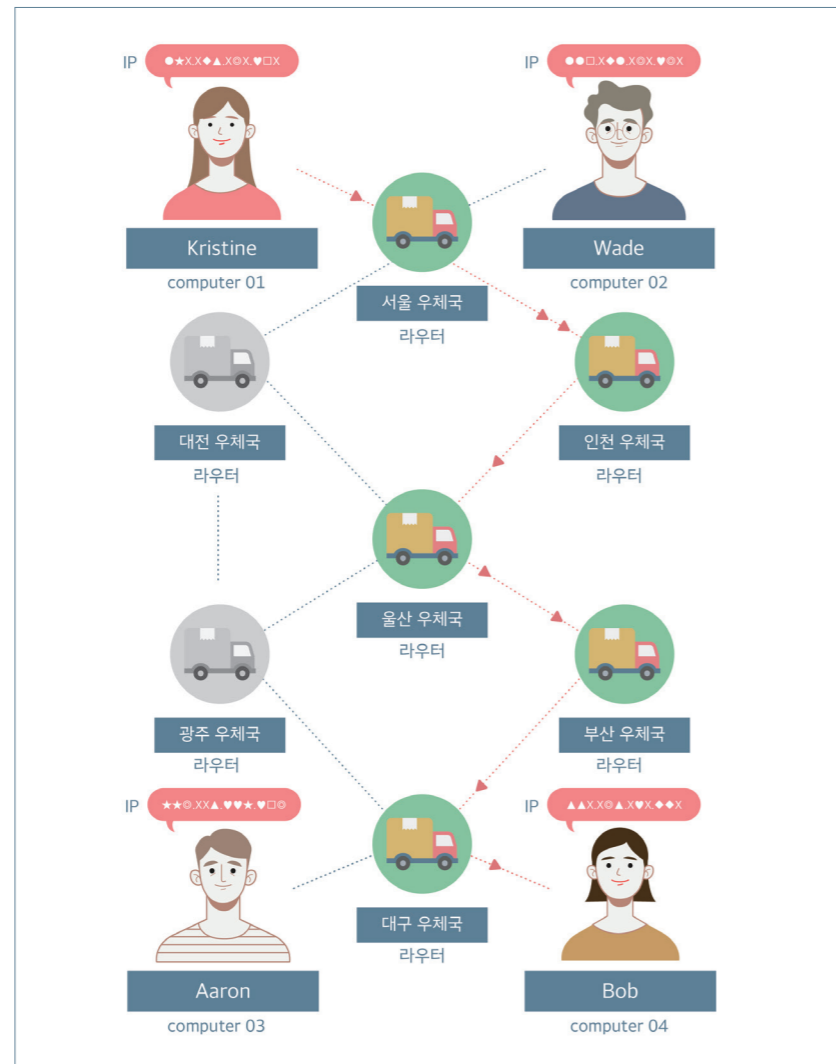 IP
●★X.X◆▲.X◎X.♥□X
IP
●●□.X◆●.X◎X.♥◎X
Kristine
Wade
computer 01
computer 02
서울 우체국
라우터
대전 우체국
인천 우체국
라우터
라우터
울산 우체국
라우터
광주 우체국
부산 우체국
라우터
라우터
IP
★★◎.XX▲.♥♥★.♥□◎
IP
▲▲X.X◎▲.X♥X.◆◆X
대구 우체국
라우터
Aaron
Bob
computer 03
computer 04